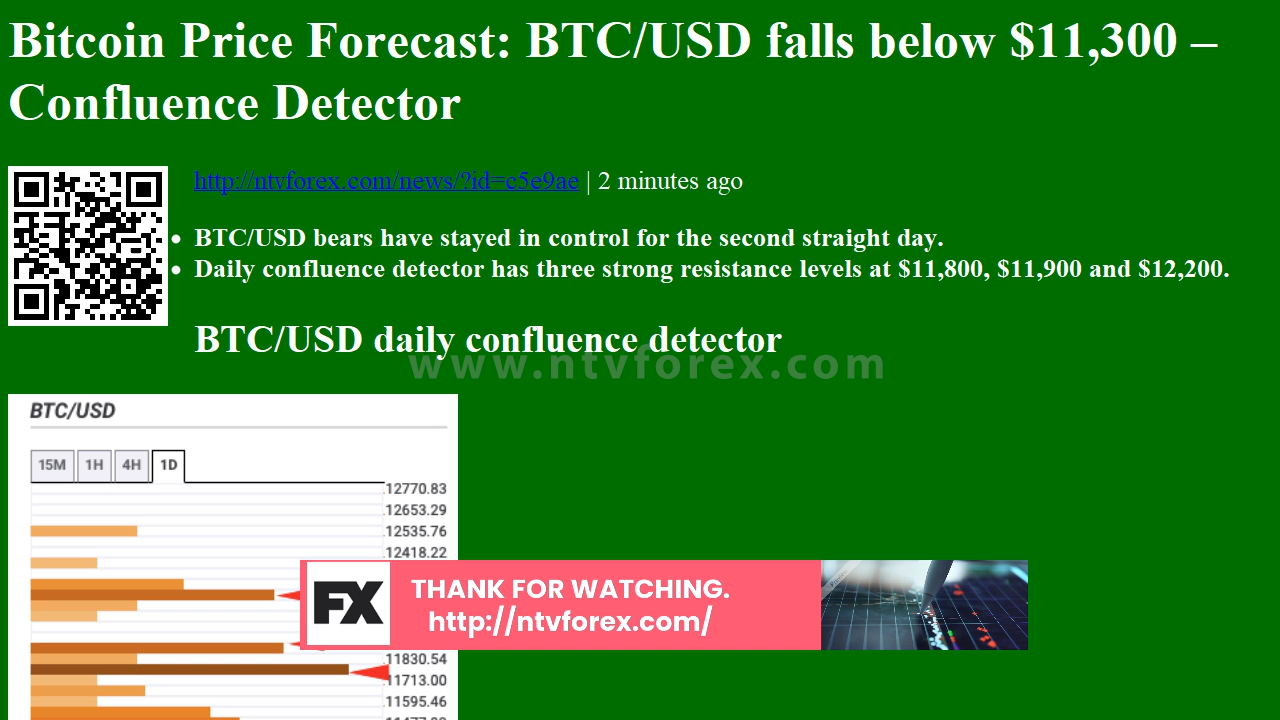 Bitcoin Price Forecast: BTC/USD falls below $11,300 –
Confluence Detector
http://ntvforex.com/news/?id=c5e9ae | 2 minutes ago
• BTC/USD bears have stayed in control for the second straight day.
• Daily confluence detector has three strong resistance levels at $11,800, $11,900 and $12,200.
BTC/USD daily confluence detector
www.ntvforex.com
BTC/USD
15M 1H 4H 1D
12770.83
12653.29
12535.76
12418.22
FX
THANK FOR WATCHING.
http://ntvforex.com/
11830.54
11713.00
11595.46